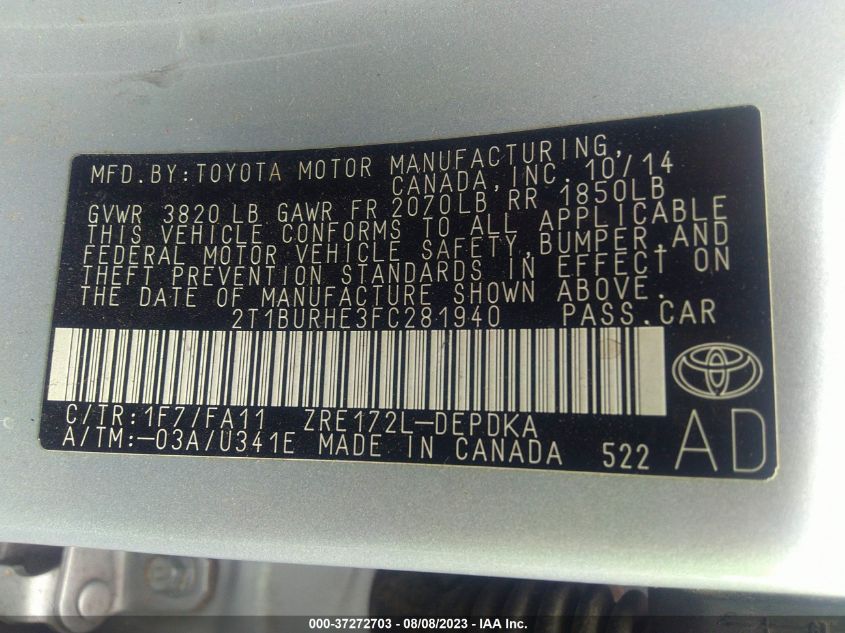 MFD. BY: TOYOTA MOTOR MANUFACTURING,
CANADA, INC. 10/14
GVWR 3820 LB GAWR FR 2070LB RR 1850LB
THIS VEHICLE CONFORMS TO ALL APPLICABLE
FEDERAL MOTOR VEHICLE SAFETY, BUMPER, AND
THEFT PREVENTION STANDARDS IN EFFECT ON
THE DATE OF MANUFACTURE SHOWN ABOVE.
2T1BURHE3FC281940 PASS. CAR
C/TR: 1F7/FA11 ZRE172L-DEPDKA
A/TM:-03A/U341E MADE IN CANADA 522 AD
000-37272703 - 08/08/2023 - IAA Inc.